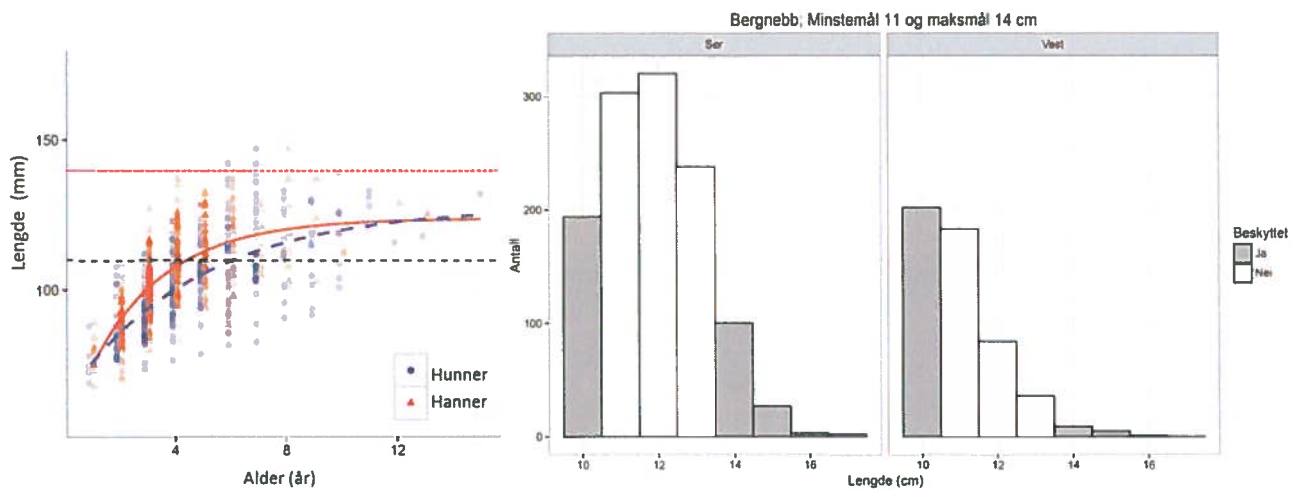 Bergnebb; Minstemål 11 og maksmål 14 cm
Lengde (mm)
150
100
4
8
12
Alder (år)
Hunner
Hanner
Sør
Vest
Antall
300
200
100
0
10
12
14
16
10
12
14
16
Lengde (cm)
Beskyttet
Ja
Nei